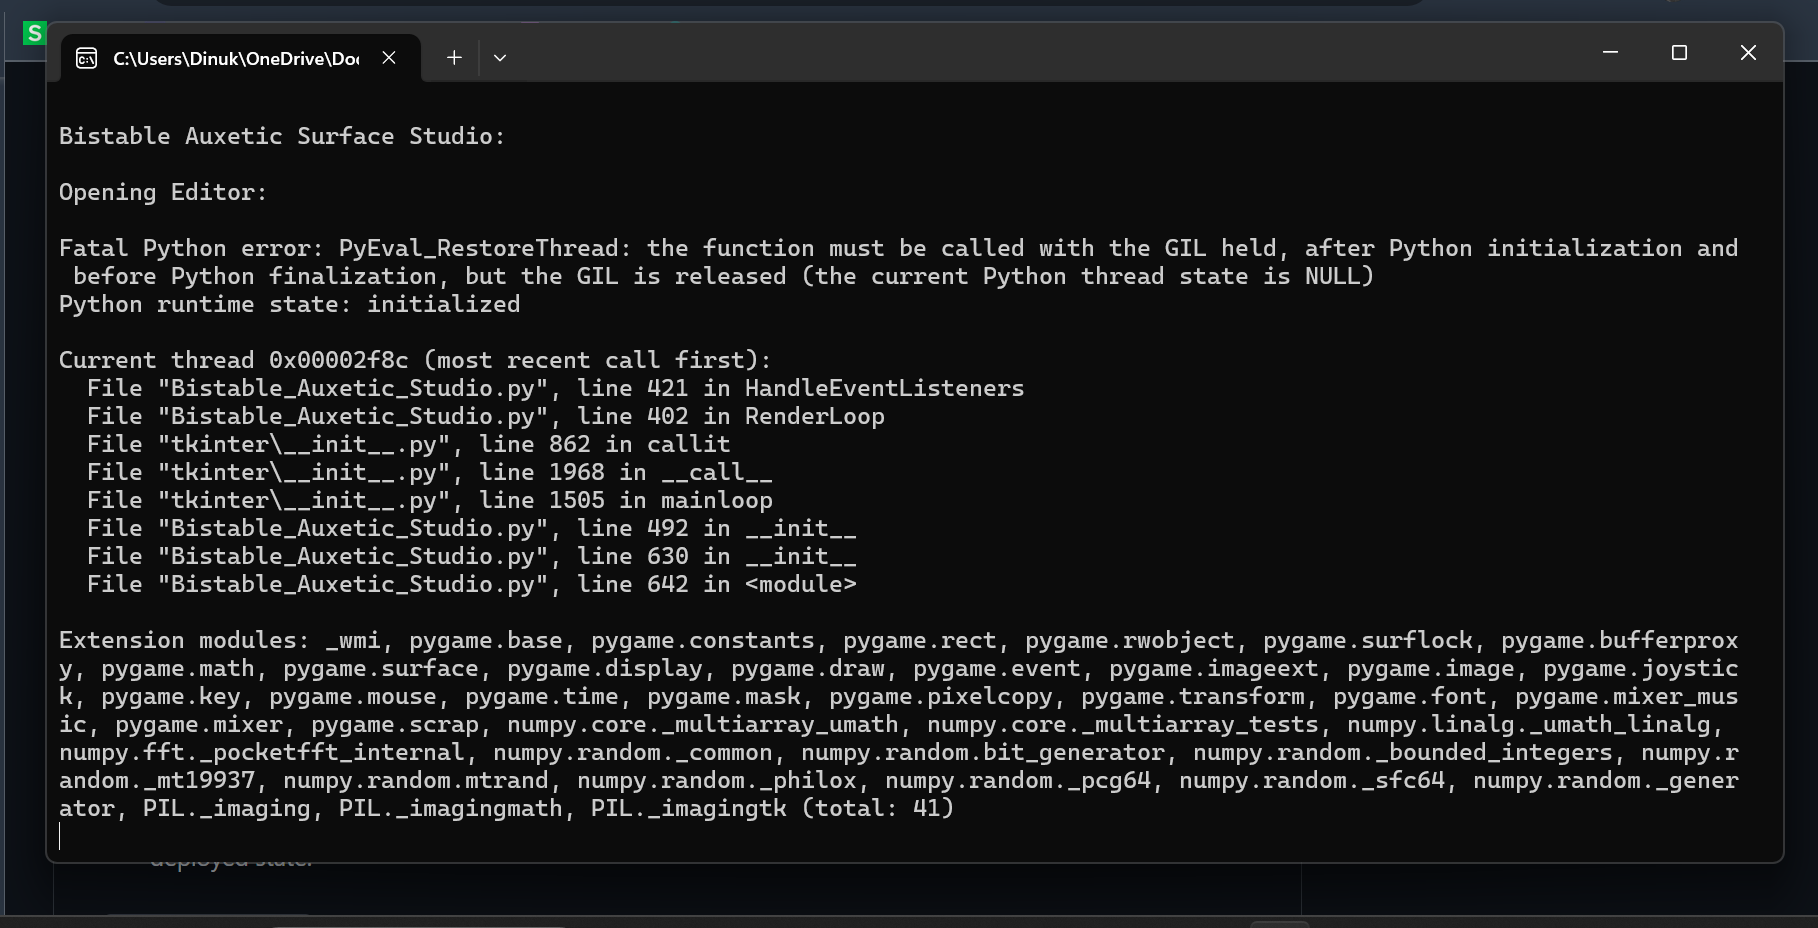 S
C:\Users\Dinuk\OneDrive\Doc
Bistable Auxetic Surface Studio:
Opening Editor:
Fatal Python error: PyEval_RestoreThread: the function must be called with the GIL held, after Python initialization and
before Python finalization, but the GIL is released (the current Python thread state is NULL)
Python runtime state: initialized
Current thread 0x00002f8c (most recent call first):
File "Bistable_Auxetic_Studio.py", line 421 in HandleEventListeners
File "Bistable_Auxetic_Studio.py", line 402 in RenderLoop
File "tkinter\__init__.py", line 862 in callit
File "tkinter\__init__.py", line 1968 in __call__
File "tkinter\__init__.py", line 1505 in mainloop
File "Bistable_Auxetic_Studio.py", line 492 in __init__
File "Bistable_Auxetic_Studio.py", line 630 in __init__
File "Bistable_Auxetic_Studio.py", line 642 in <module>
Extension modules: _wmi, pygame.base, pygame.constants, pygame.rect, pygame.rwobject, pygame.surflock, pygame.bufferprox
y, pygame.math, pygame.surface, pygame.display, pygame.draw, pygame.event, pygame.imageext, pygame.image, pygame.joystic
k, pygame.key, pygame.mouse, pygame.time, pygame.mask, pygame.pixelcopy, pygame.transform, pygame.font, pygame.mixer_mus
ic, pygame.mixer, pygame.scrap, numpy.core._multiarray_umath, numpy.core._multiarray_tests, numpy.linalg._umath_linalg,
numpy.fft._pocketfft_internal, numpy.random._common, numpy.random.bit_generator, numpy.random._bounded_integers, numpy.r
andom._mt19937, numpy.random.mtrand, numpy.random._philox, numpy.random._pcg64, numpy.random._sfc64, numpy.random._gener
ator, PIL._imaging, PIL._imagingmath, PIL._imagingtk (total: 41)
deployed state.